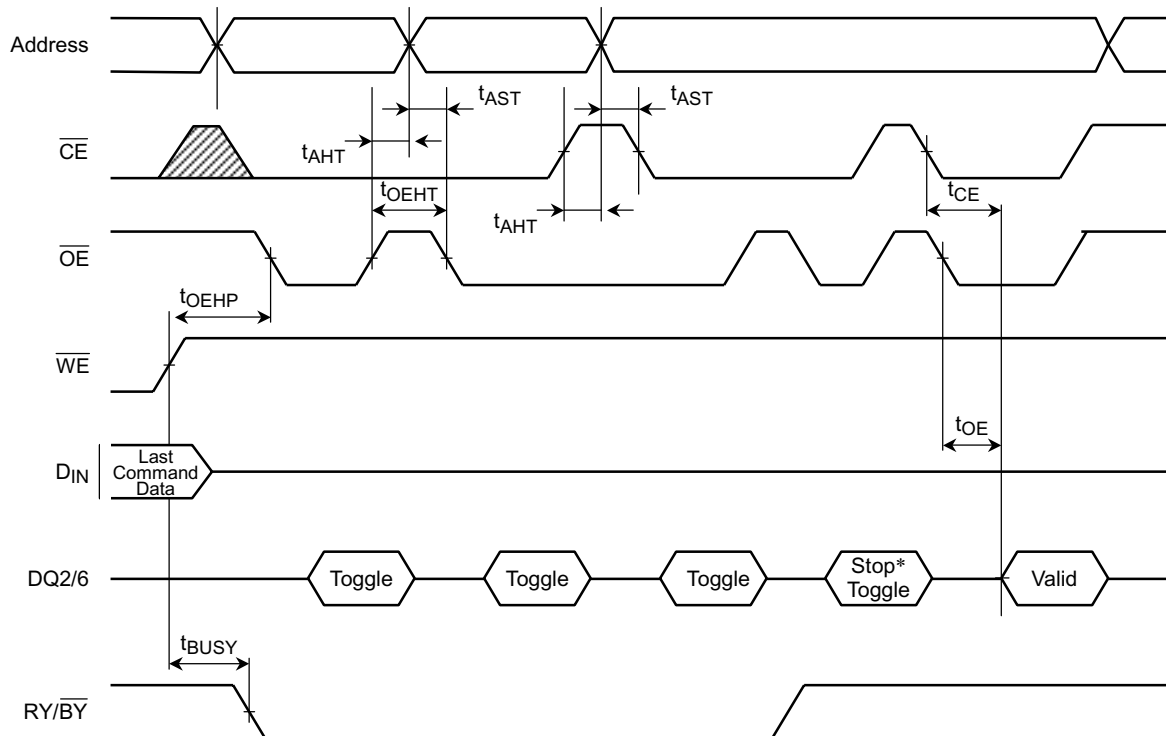 Address
tAST
tAST
CE
tAHT
tOEHT
tCE
tAHT
OE
tOEHP
WE
tOE
DIN
Last
Command
Data
DQ2/6
Toggle
Toggle
Toggle
Stop*
Toggle
Valid
tBUSY
RY/BY